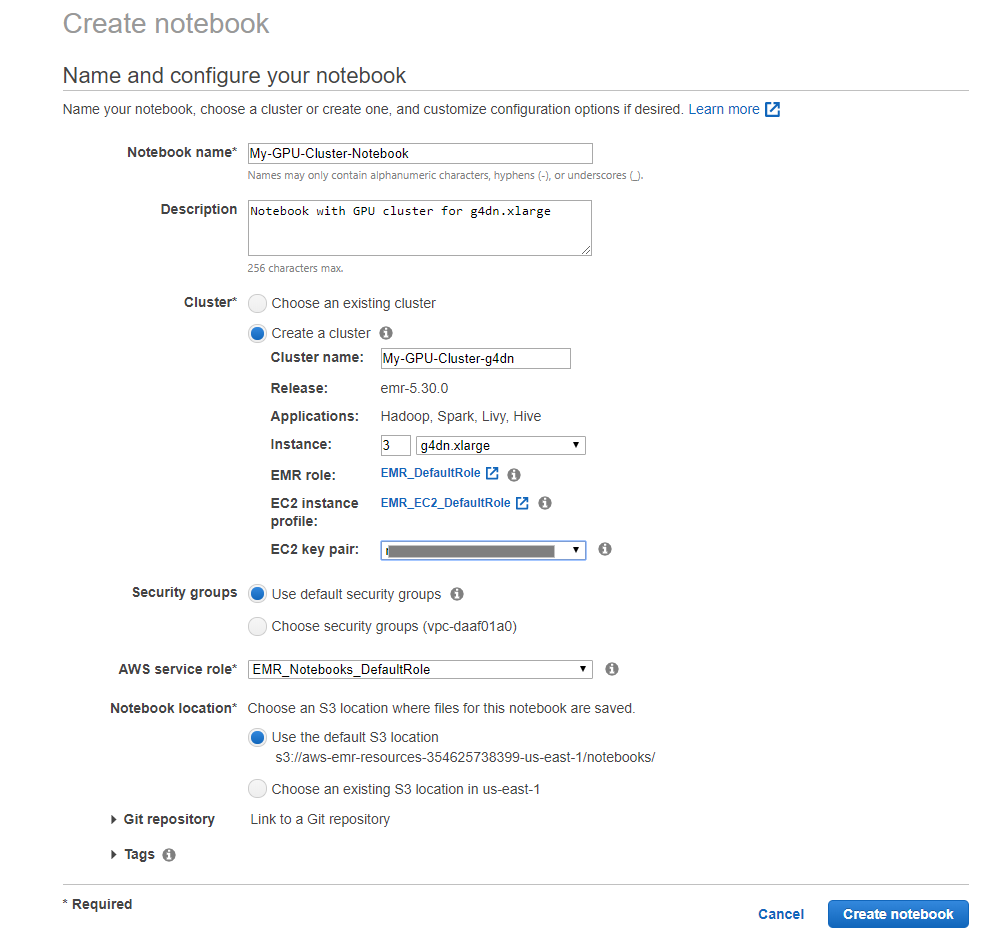 Create notebook
Name and configure your notebook
Name your notebook, choose a cluster or create one, and customize configuration options if desired. Learn more
Notebook name* My-GPU-Cluster-Notebook
Names may only contain alphanumeric characters, hyphens (-), or underscores (_).
Description Notebook with GPU cluster for g4dn.xlarge
256 characters max.
Cluster* Choose an existing cluster
Create a cluster
Cluster name: My-GPU-Cluster-g4dn
Release: emr-5.30.0
Applications: Hadoop, Spark, Livy, Hive
Instance: 3 g4dn.xlarge
EMR role: EMR_DefaultRole
EC2 instance profile: EMR_EC2_DefaultRole
EC2 key pair:
Security groups Use default security groups
Choose security groups (vpc-daaf01a0)
AWS service role* EMR_Notebooks_DefaultRole
Notebook location* Choose an S3 location where files for this notebook are saved.
Use the default S3 location
s3://aws-emr-resources-354625738399-us-east-1/notebooks/
Choose an existing S3 location in us-east-1
Git repository Link to a Git repository
Tags
* Required
Cancel Create notebook